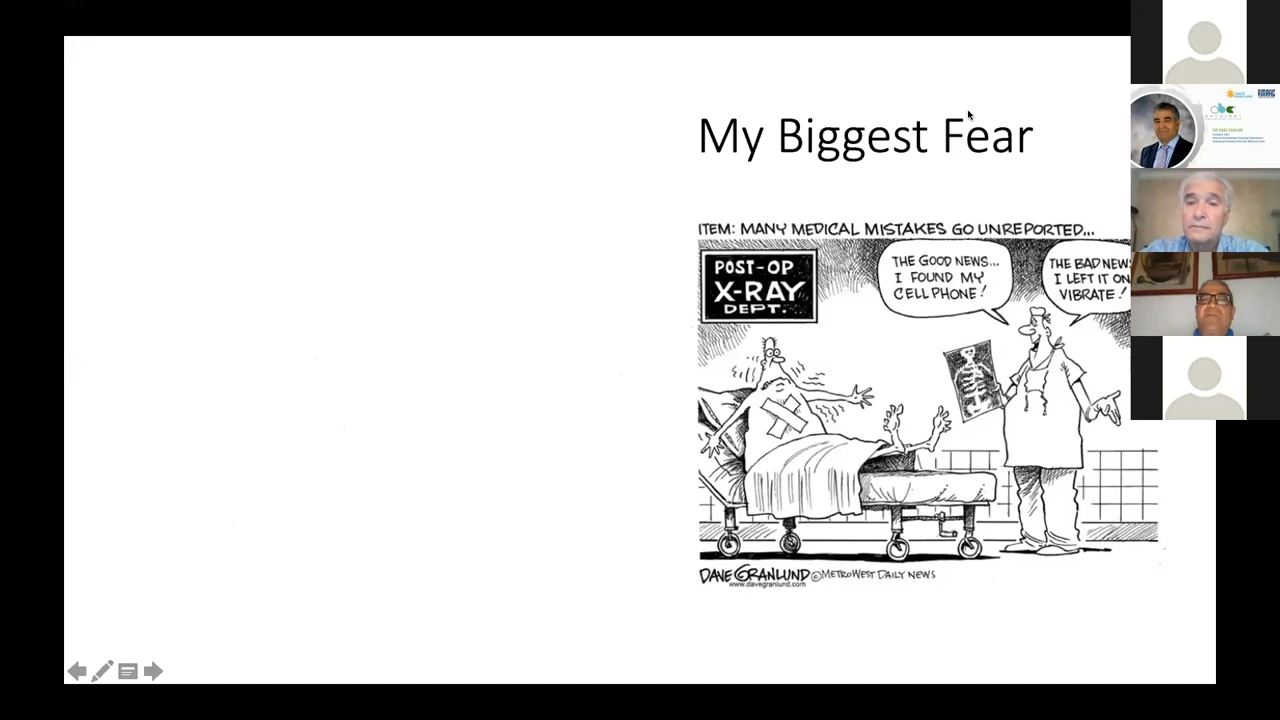 My Biggest Fear
ITEM: MANY MEDICAL MISTAKES GO UNREPORTED...
POST-OP
X-RAY
DEPT.
THE GOOD NEWS...
I FOUND MY
CELL PHONE!
THE BAD NEWS
I LEFT IT ON
VIBRATE!
DAVE GRANLUND © METROWEST DAILY NEWS
www.davegranlund.com
abc